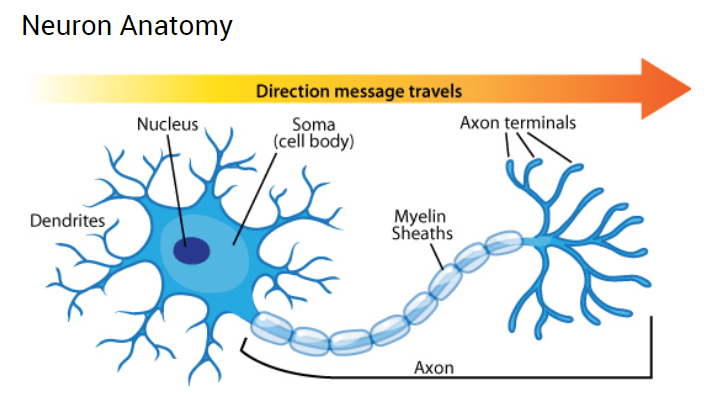 Neuron Anatomy
Direction message travels
Nucleus
Soma
(cell body)
Axon terminals
Dendrites
Myelin
Sheaths
Axon